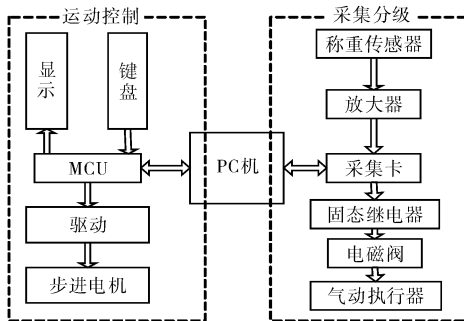 运动控制
显示
键盘
MCU
驱动
步进电机
PC机
采集分级
称重传感器
放大器
采集卡
固态继电器
电磁阀
气动执行器